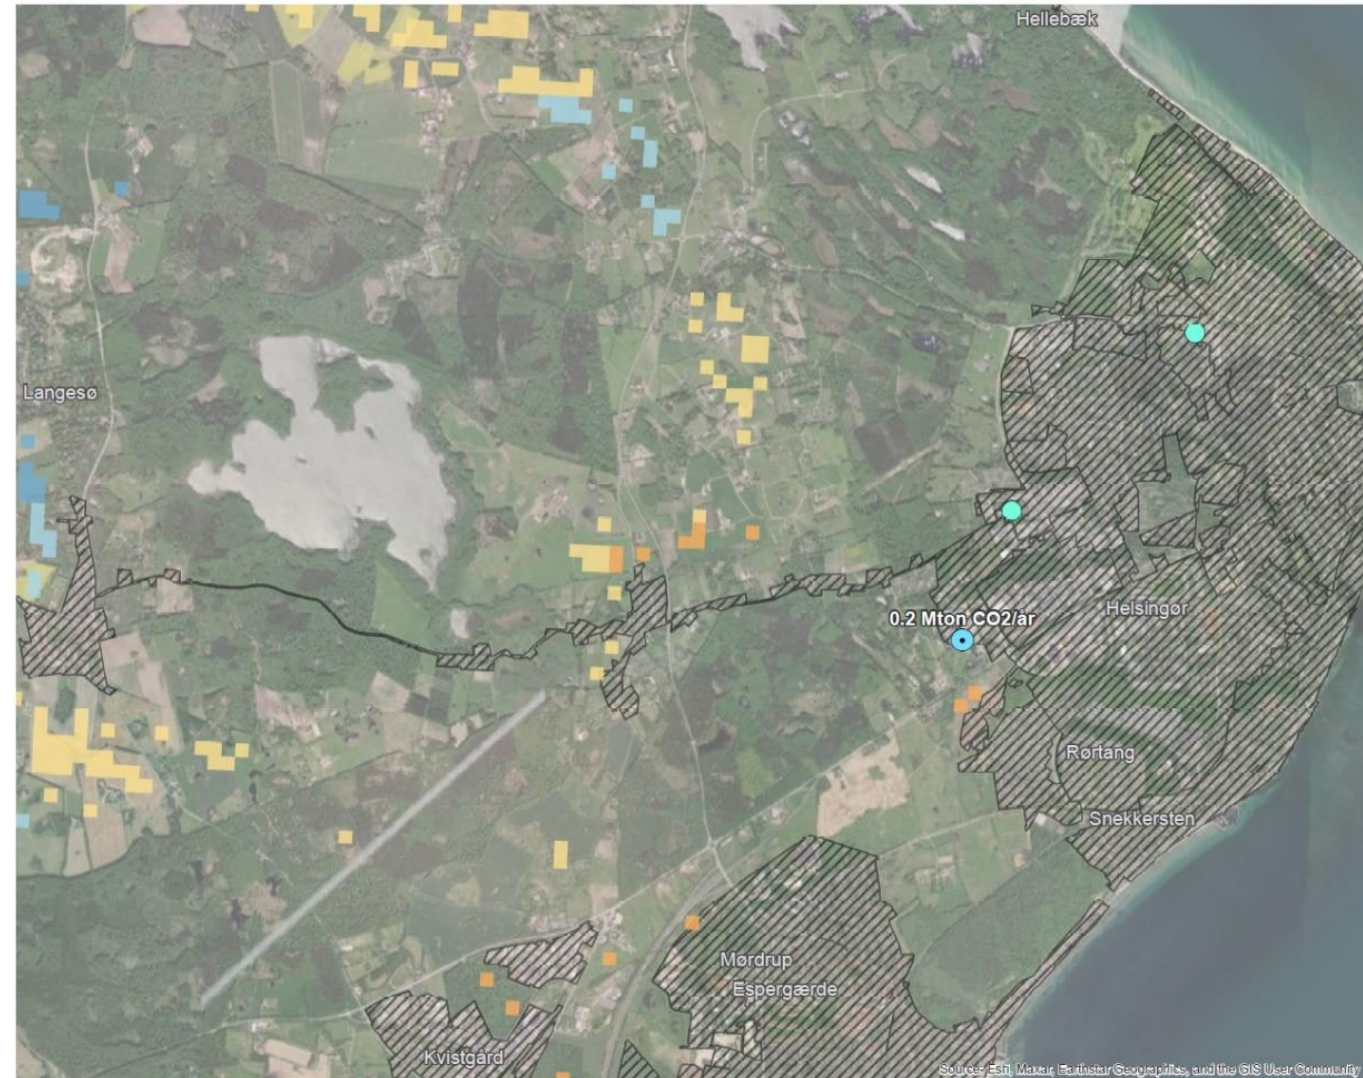 Hellebæk
Langesø
0.2 Mton CO2/år
Helsingør
Rørtang
Snekkersten
Mørdrup
Espergærde
Kvistgård
Source: Esri, Maxar, Earthstar Geographics, and the GIS User Community